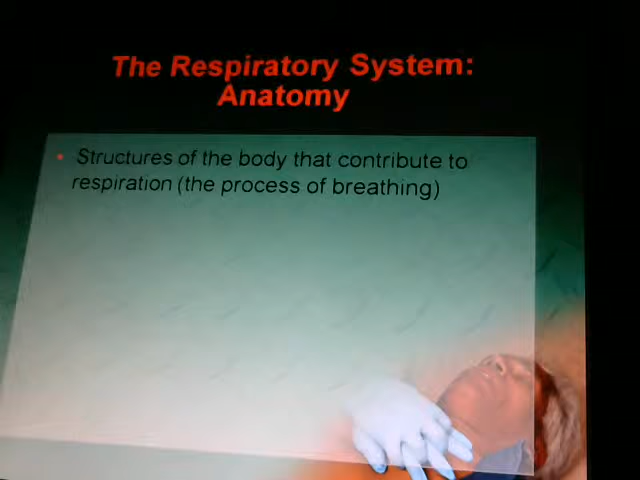 The Respiratory System:
Anatomy
• Structures of the body that contribute to
respiration (the process of breathing)